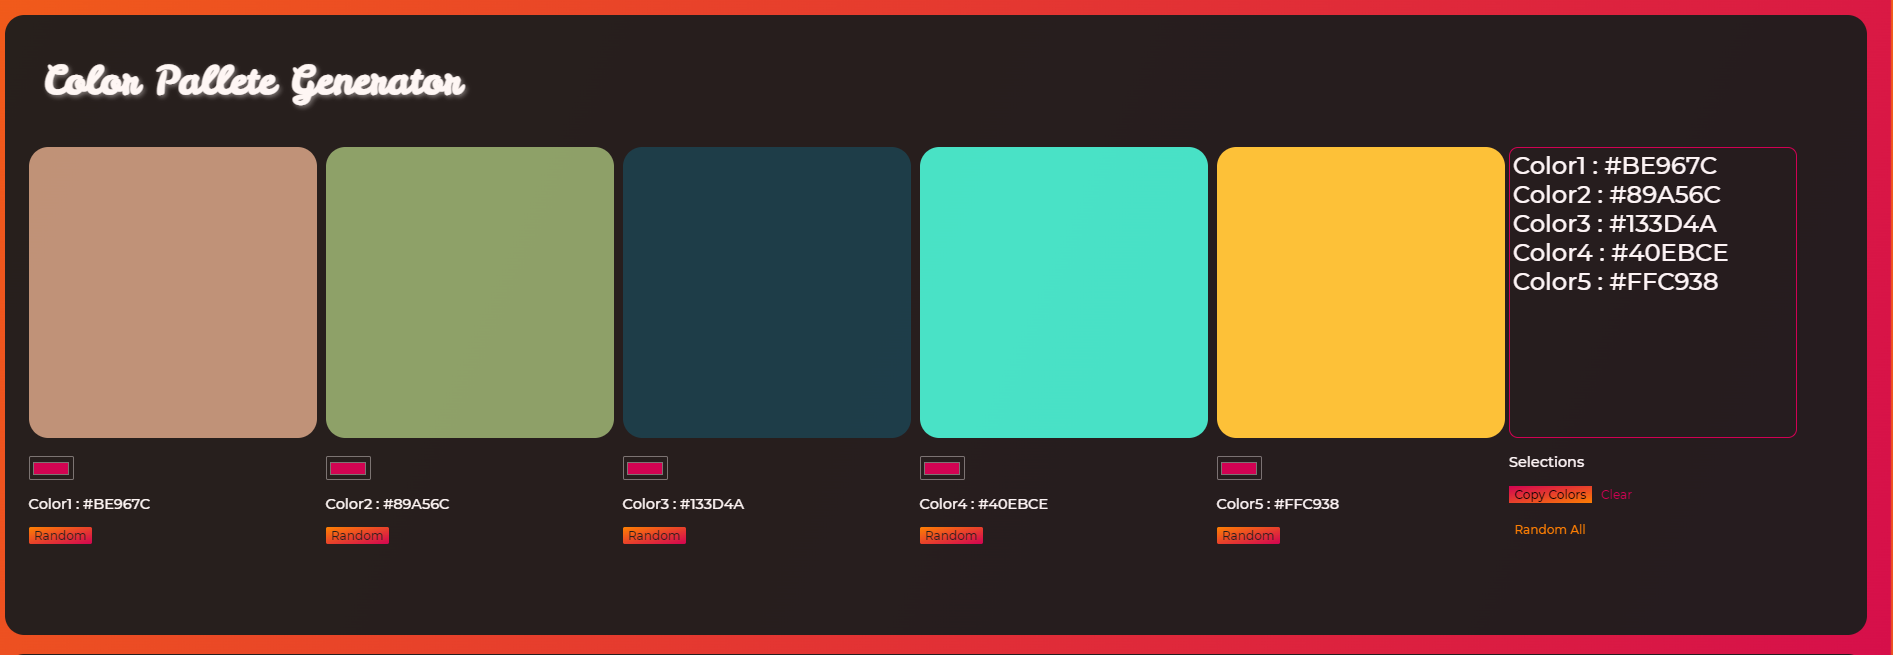 Color Pallete Generator
Color1 : #BE967C
Color2 : #89A56C
Color3 : #133D4A
Color4 : #40EBCE
Color5 : #FFC938
Color1 : #BE967C
Random
Color2 : #89A56C
Random
Color3 : #133D4A
Random
Color4 : #40EBCE
Random
Color5 : #FFC938
Random
Selections
Copy Colors Clear
Random All